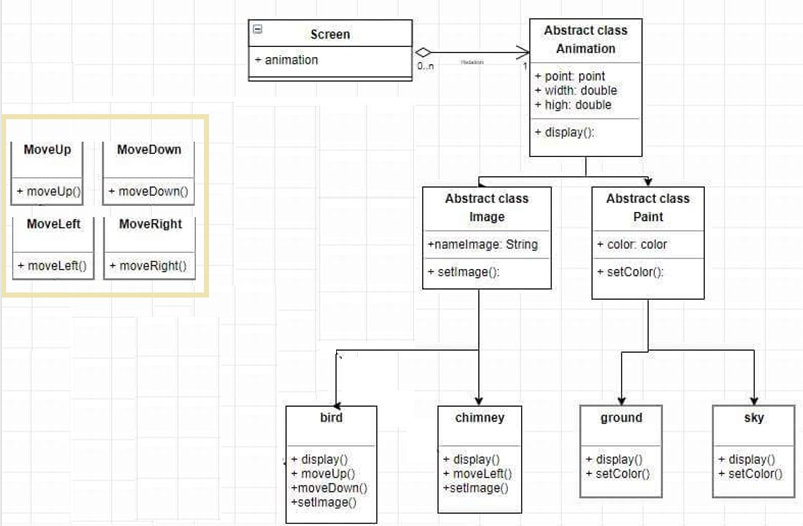 Screen
+ animation
0..n
1
Abstract class
Animation
+ point: point
+ width: double
+ high: double
+ display():
MoveUp
+ moveUp()
MoveDown
+ moveDown()
MoveLeft
+ moveLeft()
MoveRight
+ moveRight()
Abstract class
Image
+nameImage: String
+ setImage():
Abstract class
Paint
+ color: color
+ setColor():
bird
+ display()
+ moveUp()
+moveDown()
+setImage()
chimney
+ display()
+ moveLeft()
+setImage()
ground
+ display()
+ setColor()
sky
+ display()
+ setColor()